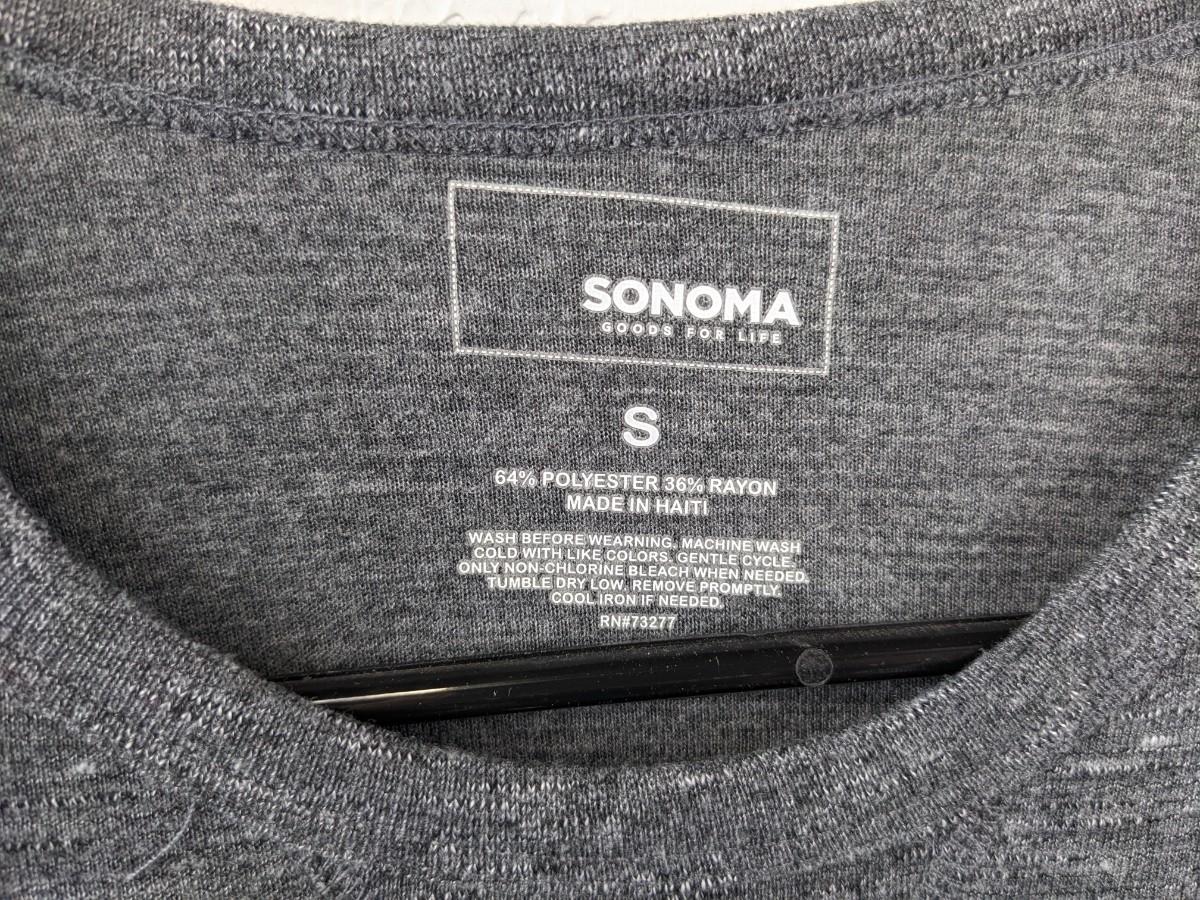 SONOMA
GOODS FOR LIFE
S
64% POLYESTER 36% RAYON
MADE IN HAITI
WASH BEFORE WEARNING. MACHINE WASH
COLD WITH LIKE COLORS. GENTLE CYCLE.
ONLY NON-CHLORINE BLEACH WHEN NEEDED.
TUMBLE DRY LOW. REMOVE PROMPTLY.
COOL IRON IF NEEDED.
RN#73277